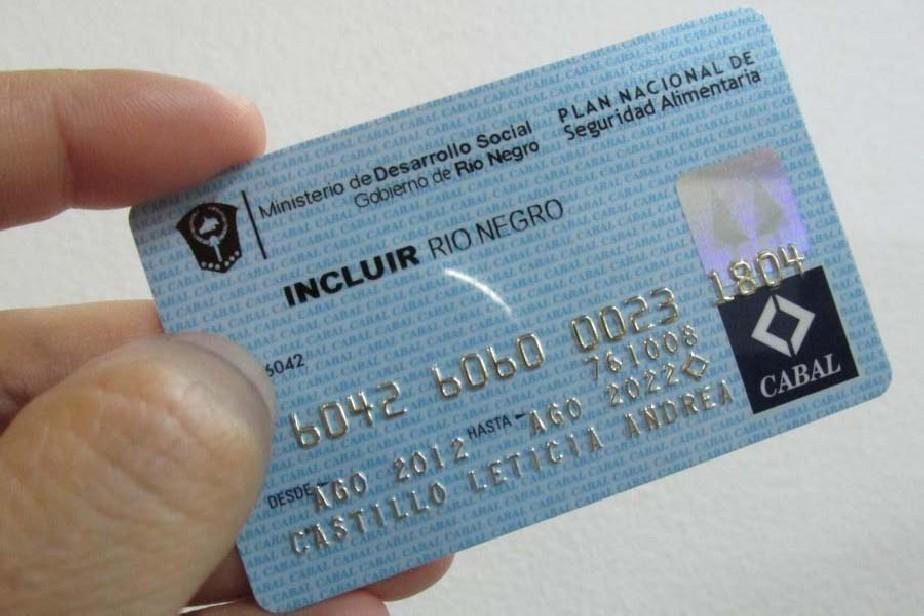 Ministerio de Desarrollo Social
Gobierno de Río Negro
PLAN NACIONAL DE
Seguridad Alimentaria
INCLUIR RIO NEGRO
6042
6042 6060 0023 1804
761008
DESDE AGO 2012 HASTA AGO 2022
CASTILLO LETICIA ANDREA
CABAL